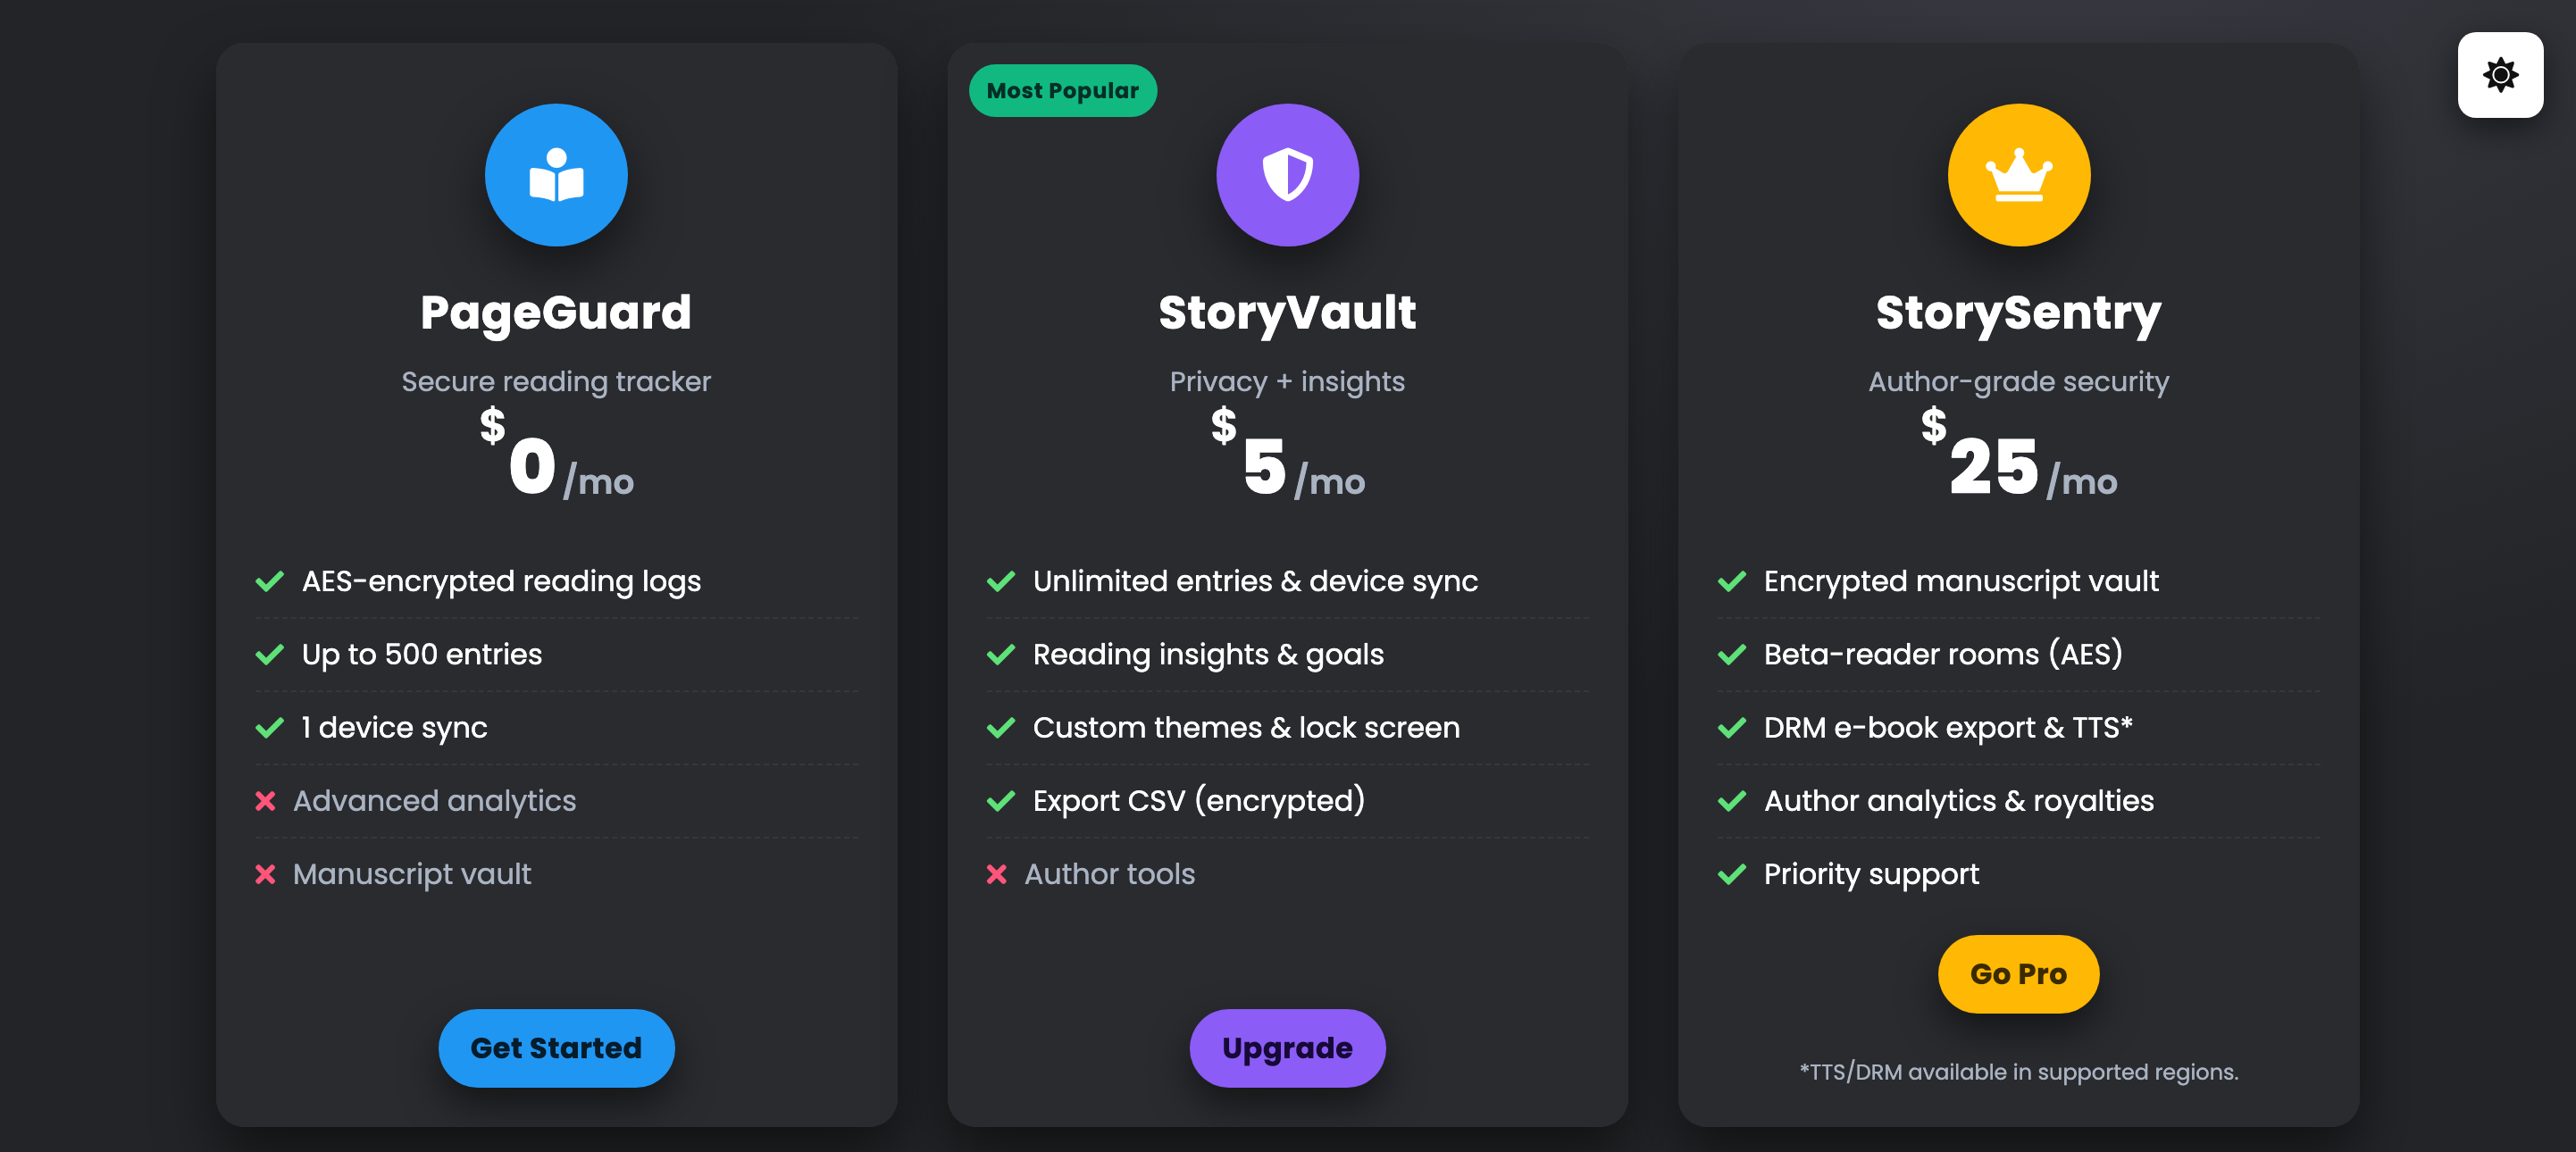 PageGuard
Secure reading tracker
$0/mo
AES-encrypted reading logs
Up to 500 entries
1 device sync
Advanced analytics
Manuscript vault
Get Started
Most Popular
StoryVault
Privacy + insights
$5/mo
Unlimited entries & device sync
Reading insights & goals
Custom themes & lock screen
Export CSV (encrypted)
Author tools
Upgrade
StorySentry
Author-grade security
$25/mo
Encrypted manuscript vault
Beta-reader rooms (AES)
DRM e-book export & TTS*
Author analytics & royalties
Priority support
Go Pro
*TTS/DRM available in supported regions.